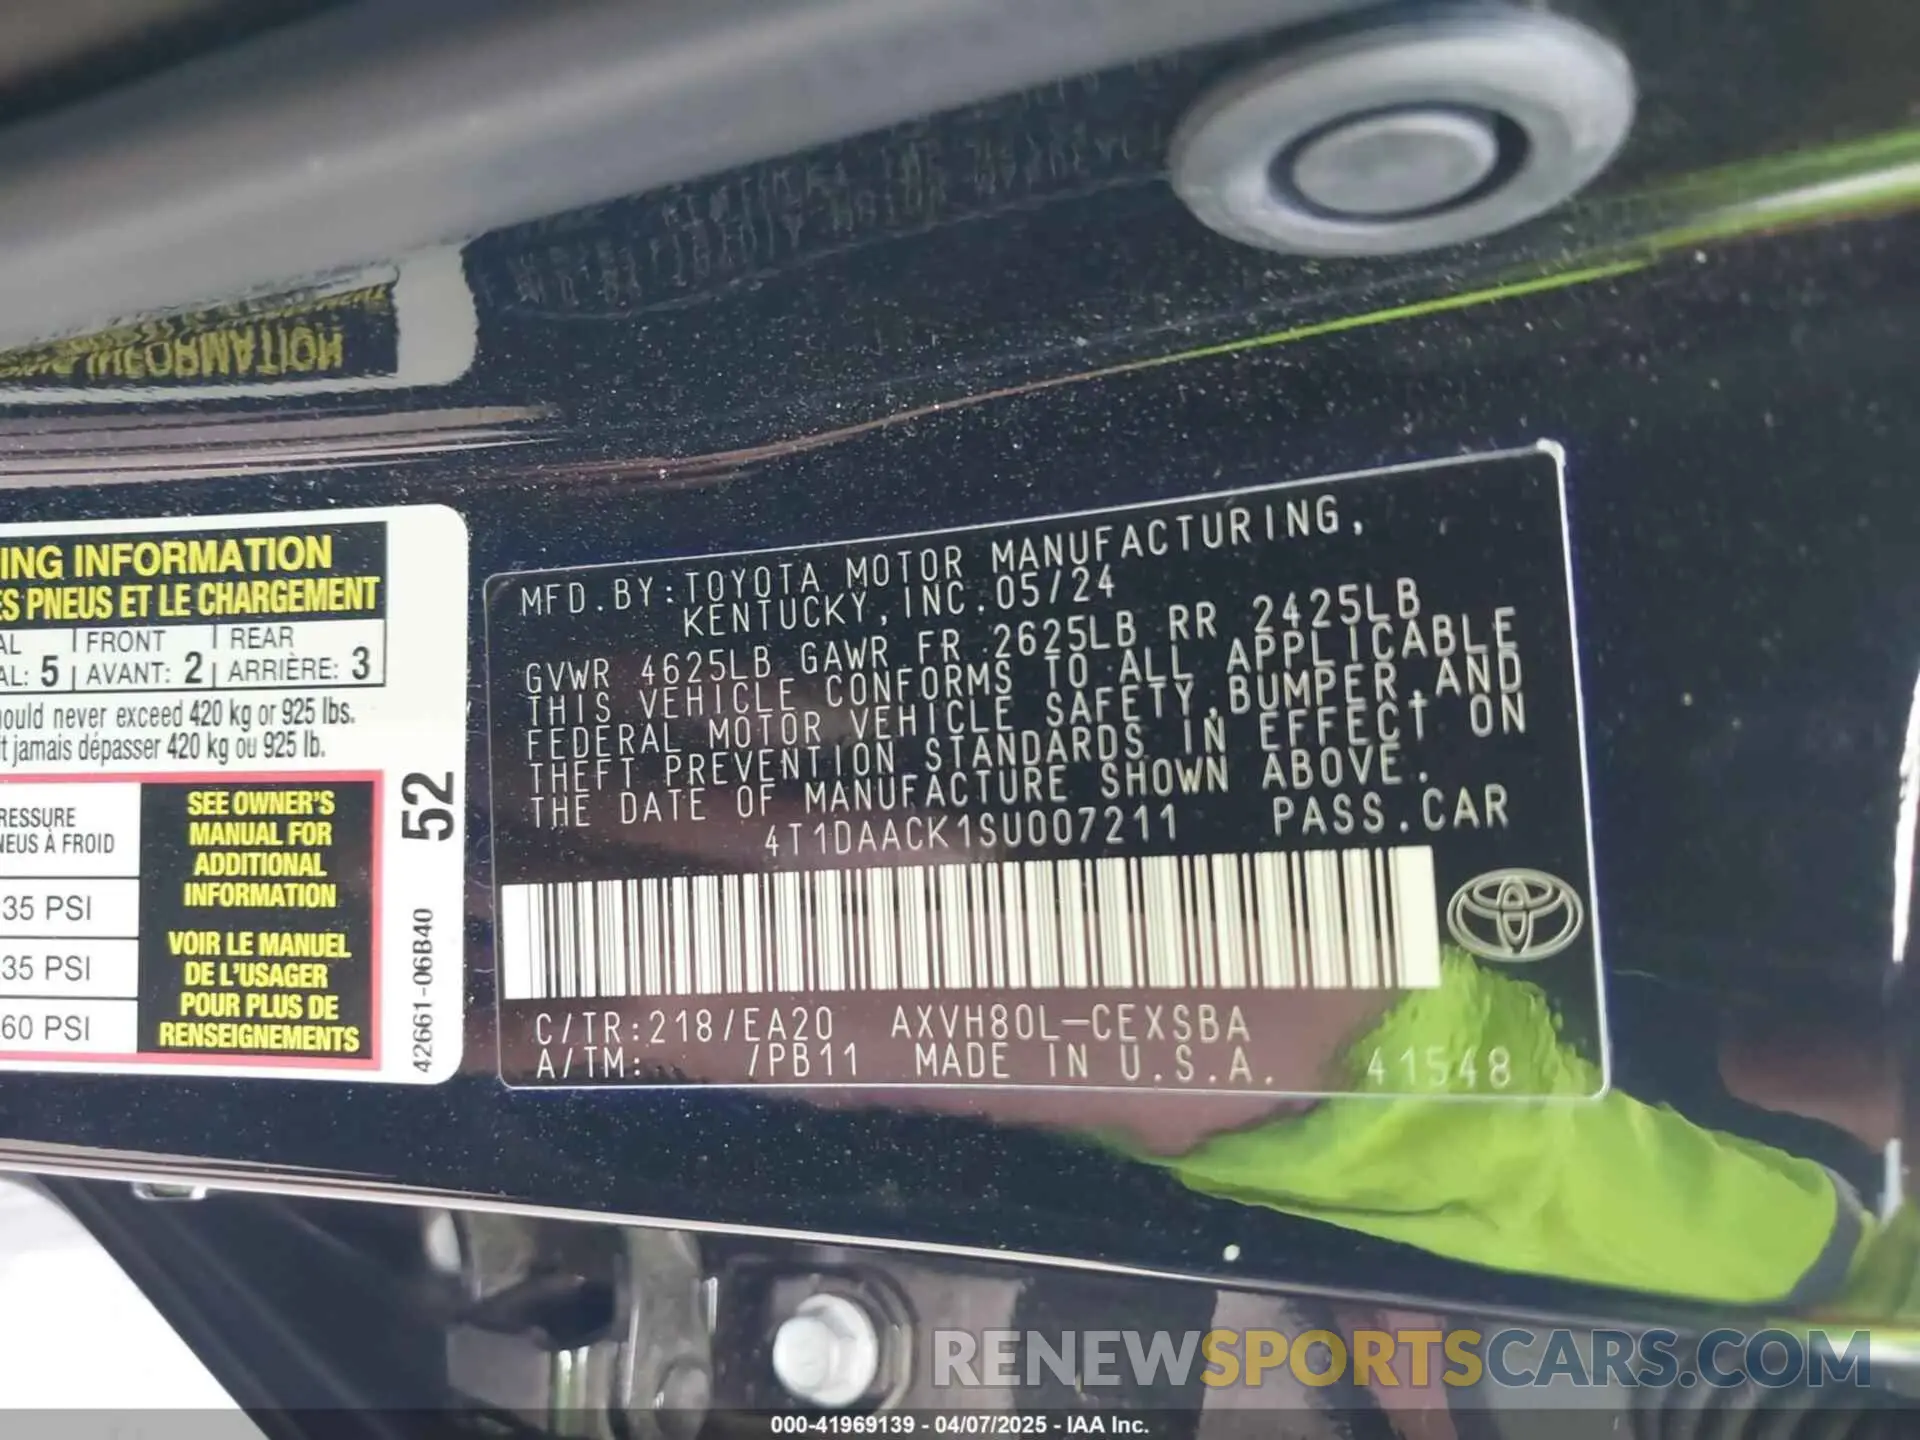 ING INFORMATION
ES PNEUS ET LE CHARGEMENT
AL FRONT REAR
AL: 5 AVANT: 2 ARRIÈRE: 3
ould never exceed 420 kg or 925 lbs.
t jamais dépasser 420 kg ou 925 lb.
RESSURE
NEUS À FROID
35 PSI
35 PSI
60 PSI
SEE OWNER'S
MANUAL FOR
ADDITIONAL
INFORMATION
VOIR LE MANUEL
DE L'USAGER
POUR PLUS DE
RENSEIGNEMENTS
52
42661-06B40
MFD.BY:TOYOTA MOTOR MANUFACTURING,
KENTUCKY,INC.05/24
GVWR 4625LB GAWR FR 2625LB RR 2425LB
THIS VEHICLE CONFORMS TO ALL APPLICABLE
FEDERAL MOTOR VEHICLE SAFETY,BUMPER,AND
THEFT PREVENTION STANDARDS IN EFFECT ON
THE DATE OF MANUFACTURE SHOWN ABOVE.
4T1DAACK1SU007211 PASS.CAR
C/TR:218/EA20 AXVH80L-CEXSBA
A/TM: /PB11 MADE IN U.S.A. 41548
RENEWSPORTSCARS.COM
000-41969139 - 04/07/2025 - IAA Inc.